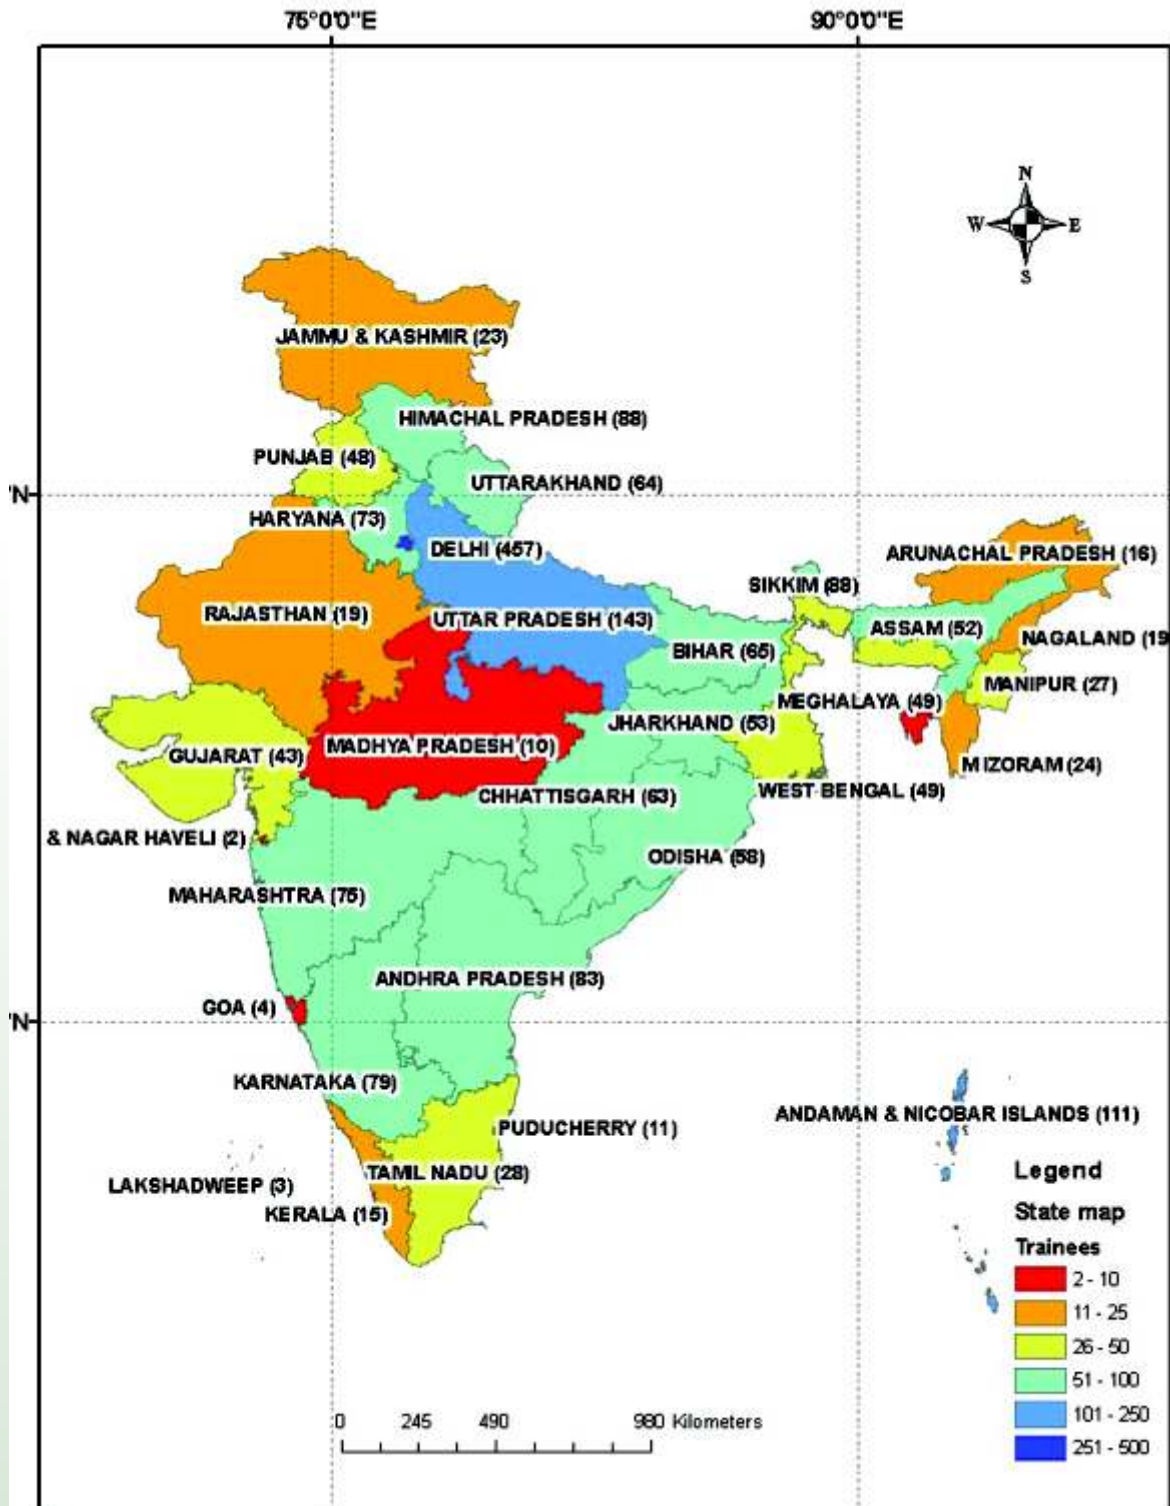 75°0'0"E
90°0'0"E
N
W
E
S
JAMMU & KASHMIR (23)
HIMACHAL PRADESH (88)
PUNJAB (48)
UTTARAKHAND (64)
'N
HARYANA (73)
DELHI (457)
ARUNACHAL PRADESH (16)
SIKKIM (88)
RAJASTHAN (19)
UTTAR PRADESH (143)
ASSAM (52)
NAGALAND (19
BIHAR (65)
MANIPUR (27)
MEGHALAYA (49)
JHARKHAND (53)
MADHYA PRADESH (10)
GUJARAT (43)
MIZORAM (24)
CHHATTISGARH (63)
WEST BENGAL (49)
& NAGAR HAVELI (2)
ODISHA (58)
MAHARASHTRA (75)
ANDHRA PRADESH (83)
GOA (4)
'N
KARNATAKA (79)
ANDAMAN & NICOBAR ISLANDS (111)
PUDUCHERRY (11)
TAMIL NADU (28)
LAKSHADWEEP (3)
KERALA (15)
Legend
State map
Trainees
2 - 10
11 - 25
26 - 50
51 - 100
101 - 250
251 - 500
0 245 490 980 Kilometers